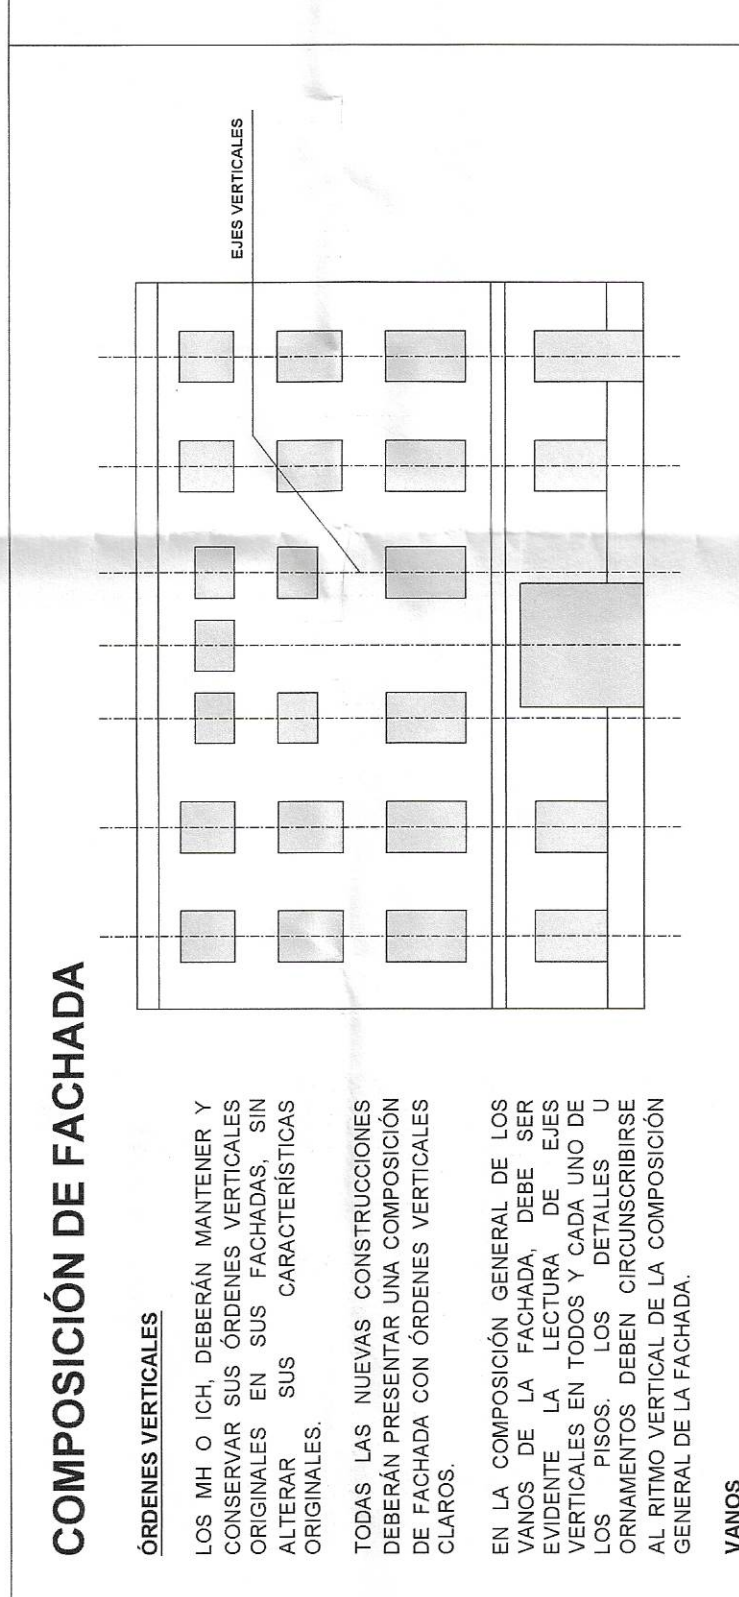 COMPOSICIÓN DE FACHADA
ÓRDENES VERTICALES
LOS MH O ICH, DEBERÁN MANTENER Y
CONSERVAR SUS ÓRDENES VERTICALES
ORIGINALES EN SUS FACHADAS, SIN
ALTERAR SUS CARACTERÍSTICAS
ORIGINALES.
TODAS LAS NUEVAS CONSTRUCCIONES
DEBERÁN PRESENTAR UNA COMPOSICIÓN
DE FACHADA CON ÓRDENES VERTICALES
CLAROS.
EN LA COMPOSICIÓN GENERAL DE LOS
VANOS DE LA FACHADA, DEBE SER
EVIDENTE LA LECTURA DE EJES
VERTICALES EN TODOS Y CADA UNO DE
LOS PISOS. LOS DETALLES U
ORNAMENTOS DEBEN CIRCUNSCRIBIRSE
AL RITMO VERTICAL DE LA COMPOSICIÓN
GENERAL DE LA FACHADA.
VANOS
EJES VERTICALES